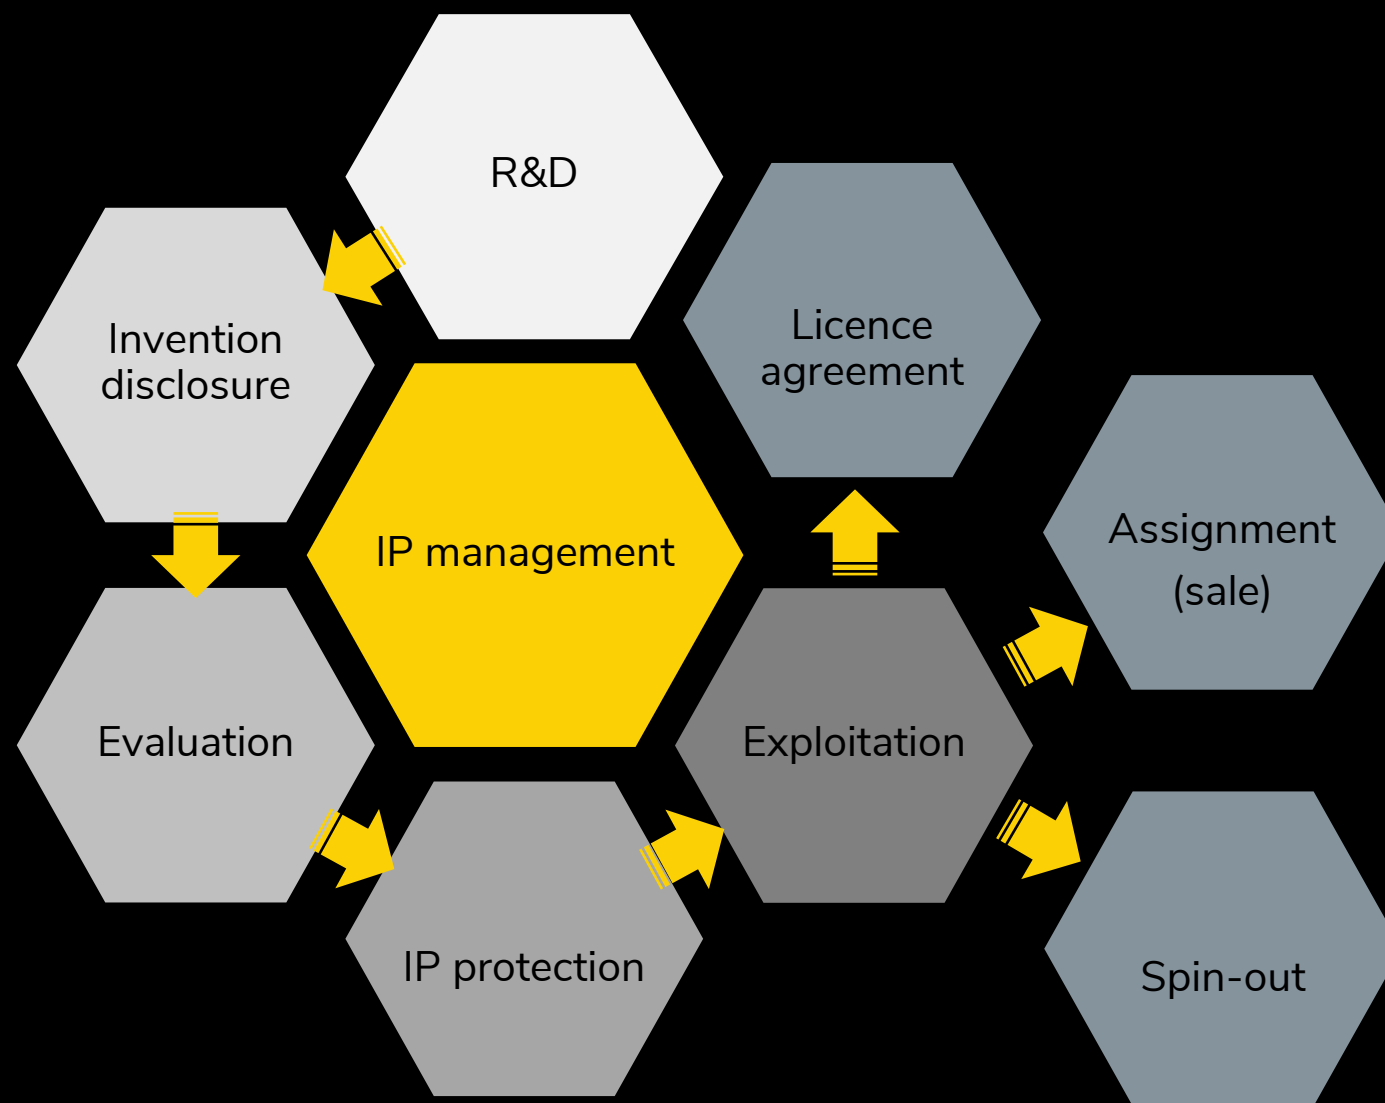 R&D
Invention
disclosure
Licence
agreement
IP management
Assignment
(sale)
Evaluation
Exploitation
IP protection
Spin-out